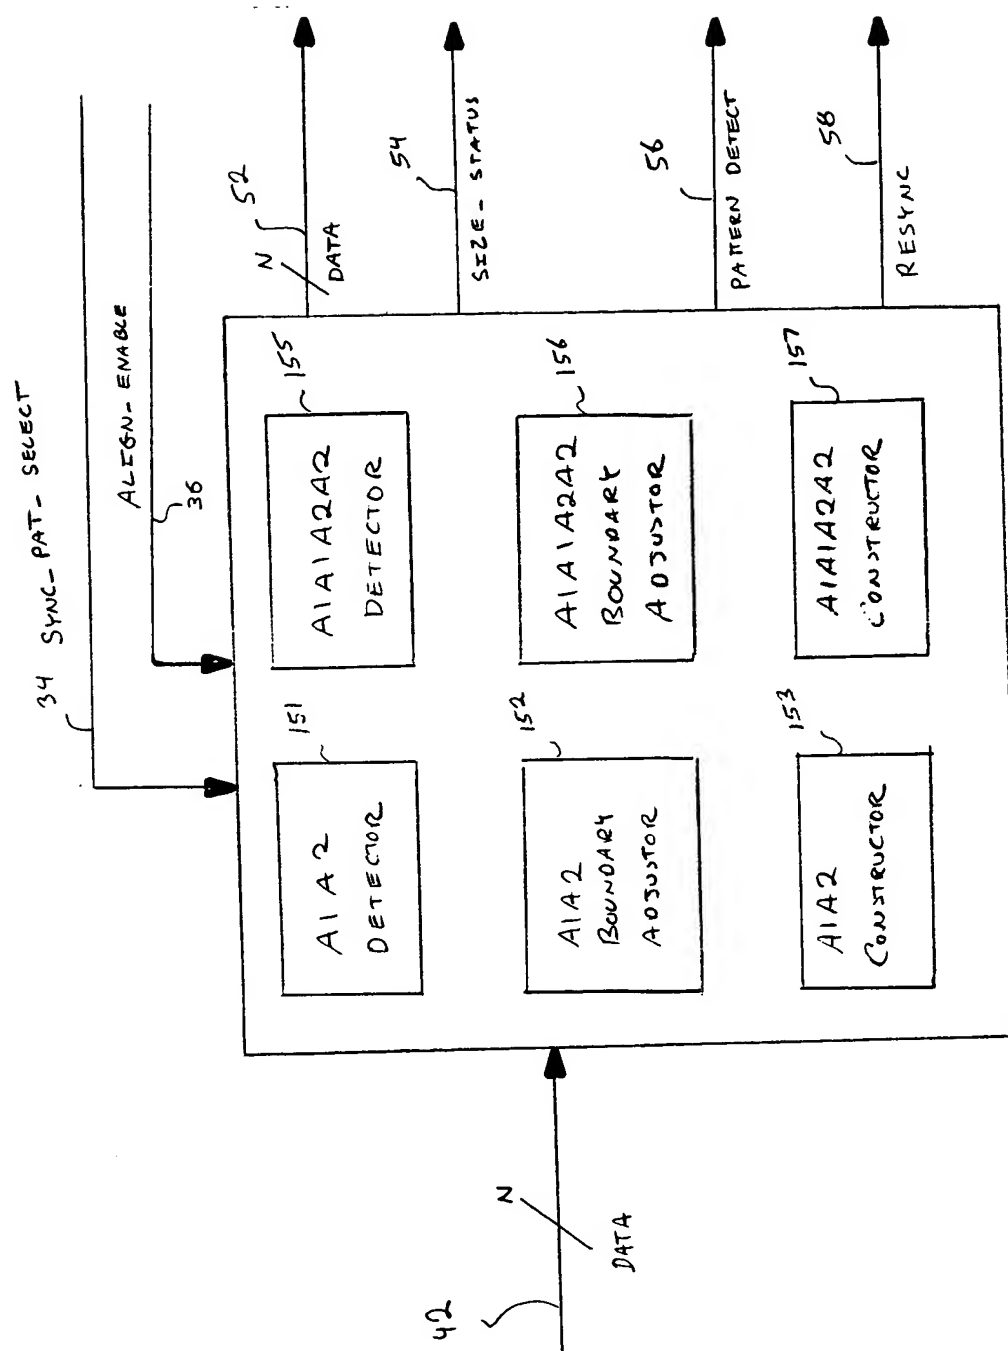 34 SYNC_PAT_SELECT
ALIGN_ENABLE
36
151
A1A2
DETECTOR
155
A1A1A2A2
DETECTOR
152
A1A2
BOUNDARY
ADJUSTOR
156
A1A1A2A2
BOUNDARY
ADJUSTOR
153
A1A2
CONSTRUCTOR
157
A1A1A2A2
CONSTRUCTOR
42
N
DATA
52
N
DATA
54
SIZE_STATUS
56
PATTERN DETECT
58
RESYNC